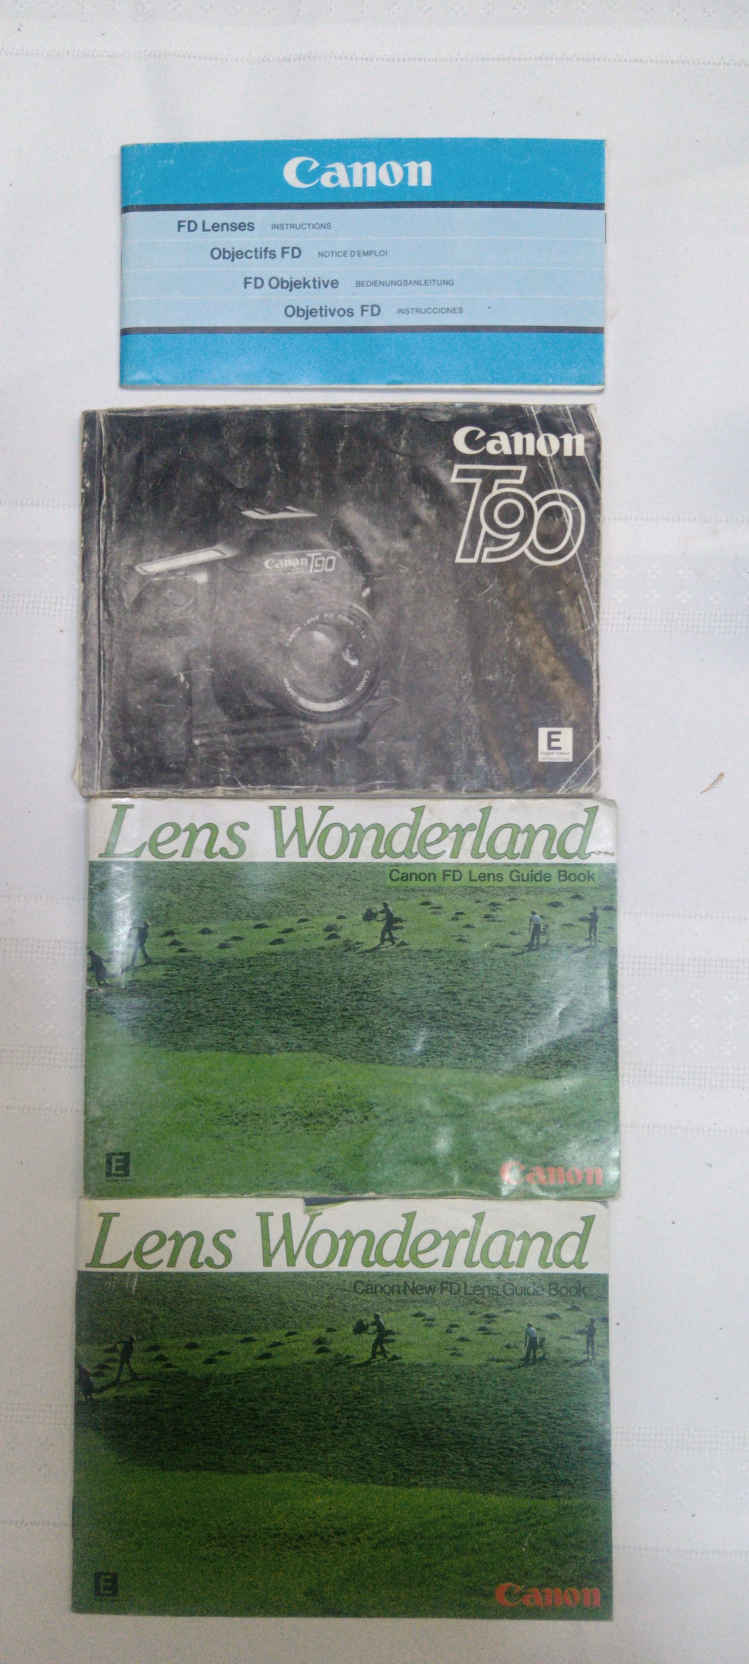 Canon
FD Lenses INSTRUCTIONS
Objectifs FD NOTICE D'EMPLOI
FD Objektive BEDIENUNGSANLEITUNG
Objetivos FD INSTRUCCIONES
Canon
T90
Canon T90
E
Lens Wonderland
Canon FD Lens Guide Book
E
Canon
Lens Wonderland
Canon New FD Lens Guide Book
E
Canon